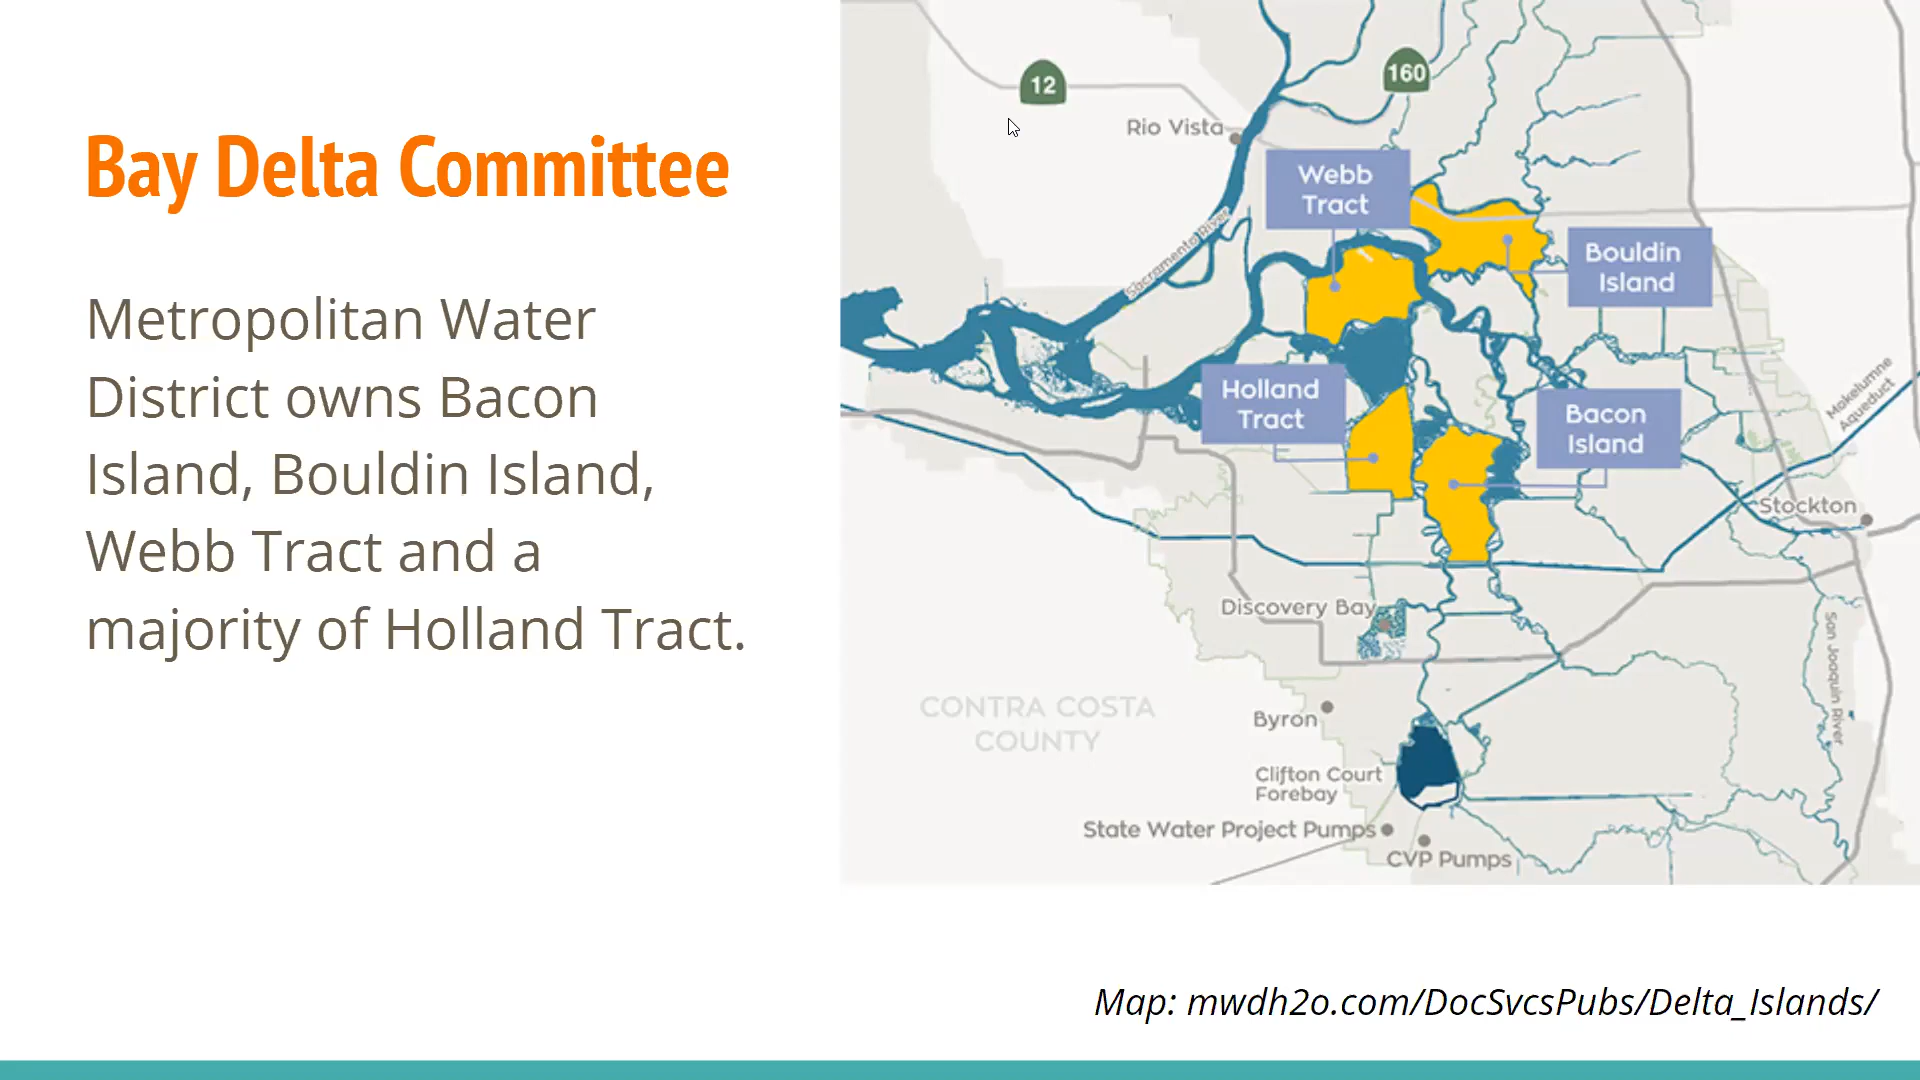 Bay Delta Committee
Metropolitan Water
District owns Bacon
Island, Bouldin Island,
Webb Tract and a
majority of Holland Tract.
12
160
Rio Vista
Webb
Tract
Sacramento River
Bouldin
Island
Holland
Tract
Bacon
Island
Mokelumne
Aqueduct
Stockton
Discovery Bay
San Joaquin River
CONTRA COSTA
COUNTY
Byron
Clifton Court
Forebay
State Water Project Pumps
CVP Pumps
Map: mwdh2o.com/DocSvcsPubs/Delta_Islands/